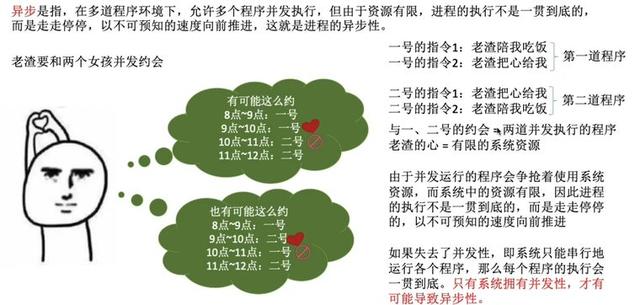 异步是指，在多道程序环境下，允许多个程序并发执行，但由于资源有限，进程的执行不是一贯到底的，
而是走走停停，以不可预知的速度向前推进，这就是进程的异步性。
老渣要和两个女孩并发约会
有可能这么约
8点~9点：一号
9点~10点：一号
10点~11点：二号
11点~12点：二号
也有可能这么约
8点~9点：一号
9点~10点：二号
10点~11点：一号
11点~12点：二号
一号的指令1：老渣陪我吃饭
一号的指令2：老渣把心给我
第一道程序
二号的指令1：老渣把心给我
二号的指令2：老渣陪我吃饭
第二道程序
与一、二号的约会 = 两道并发执行的程序
老渣的心 = 有限的系统资源
由于并发运行的程序会争抢着使用系统
资源，而系统中的资源有限，因此进程
的执行不是一贯到底的，而是走走停停
的，以不可预知的速度向前推进
如果失去了并发性，即系统只能串行地
运行各个程序，那么每个程序的执行会
一贯到底。只有系统拥有并发性，才有
可能导致异步性。